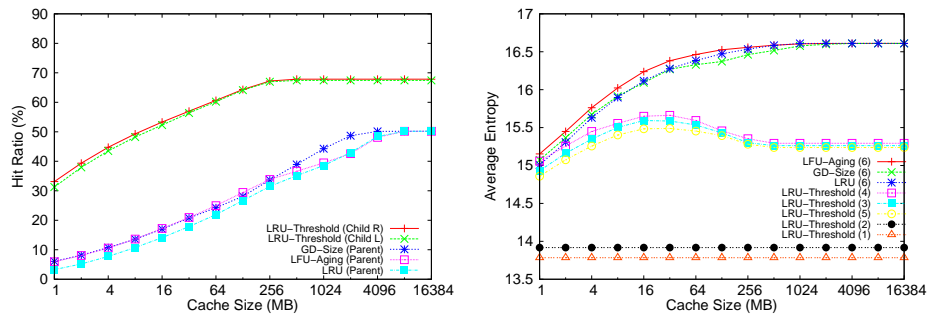 90
80
70
60
50
40
30
20
10
0
Hit Ratio (%)
LRU-Threshold (Child R)
LRU-Threshold (Child L)
GD-Size (Parent)
LFU-Aging (Parent)
LRU (Parent)
1 4 16 64 256 1024 4096 16384
Cache Size (MB)
16.5
16
15.5
15
14.5
14
13.5
Average Entropy
LFU-Aging (6)
GD-Size (6)
LRU (6)
LRU-Threshold (4)
LRU-Threshold (3)
LRU-Threshold (5)
LRU-Threshold (2)
LRU-Threshold (1)
1 4 16 64 256 1024 4096 16384
Cache Size (MB)